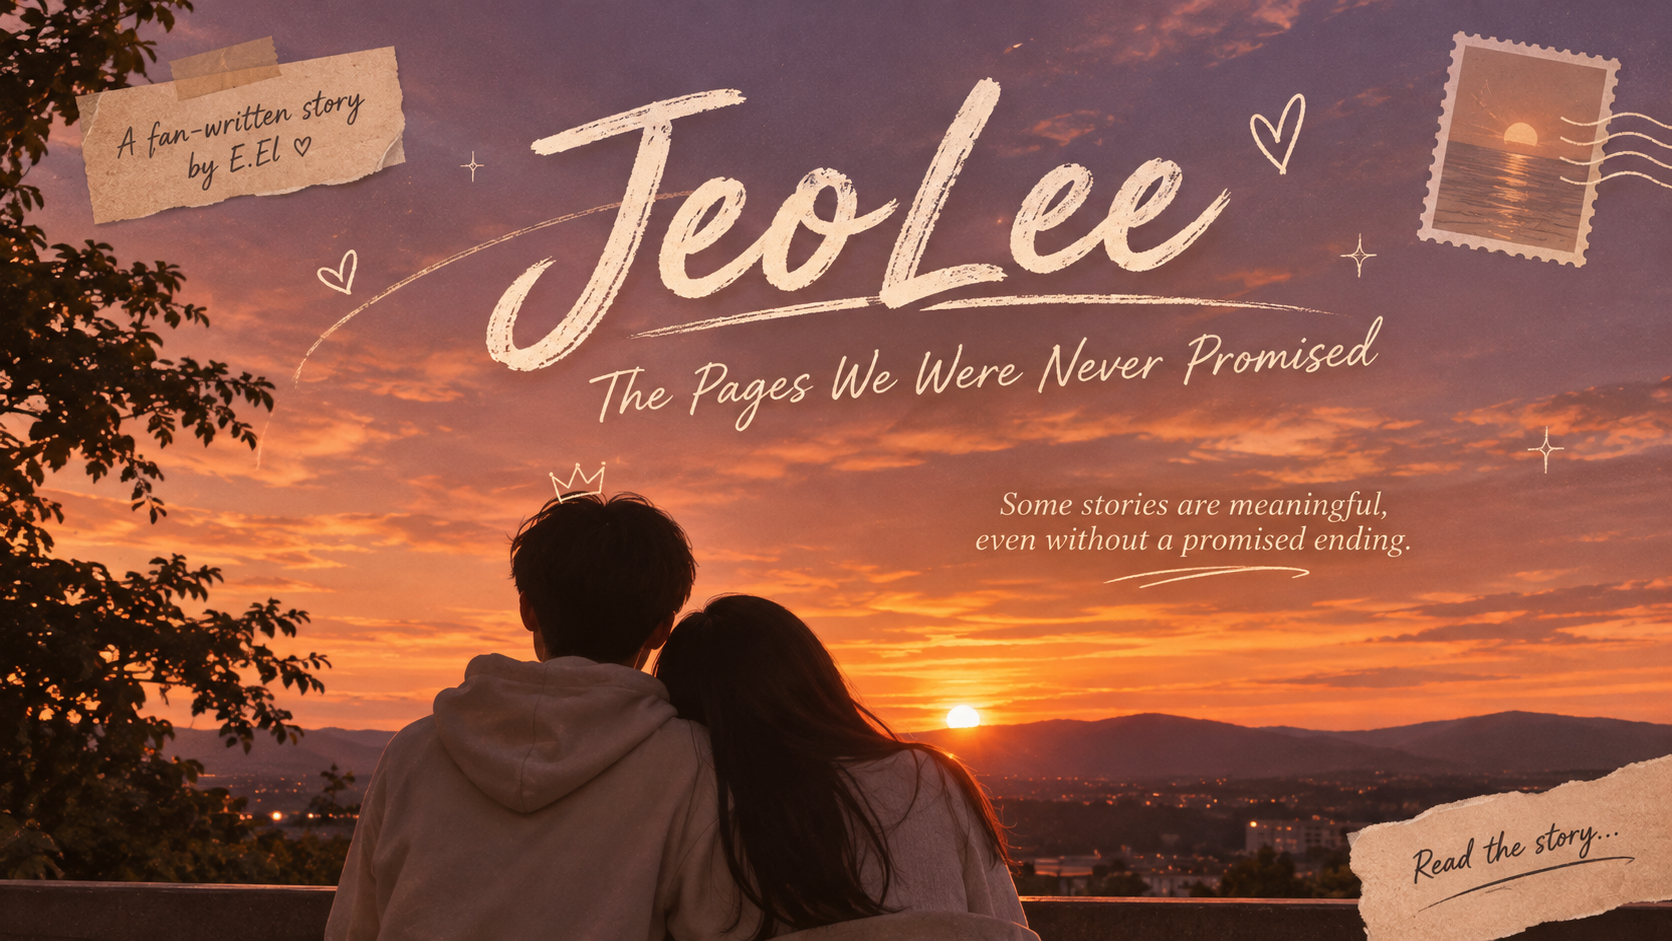 A fan-written story
by E.El ♡
JeoLee
The Pages We Were Never Promised
Some stories are meaningful,
even without a promised ending.
Read the story...